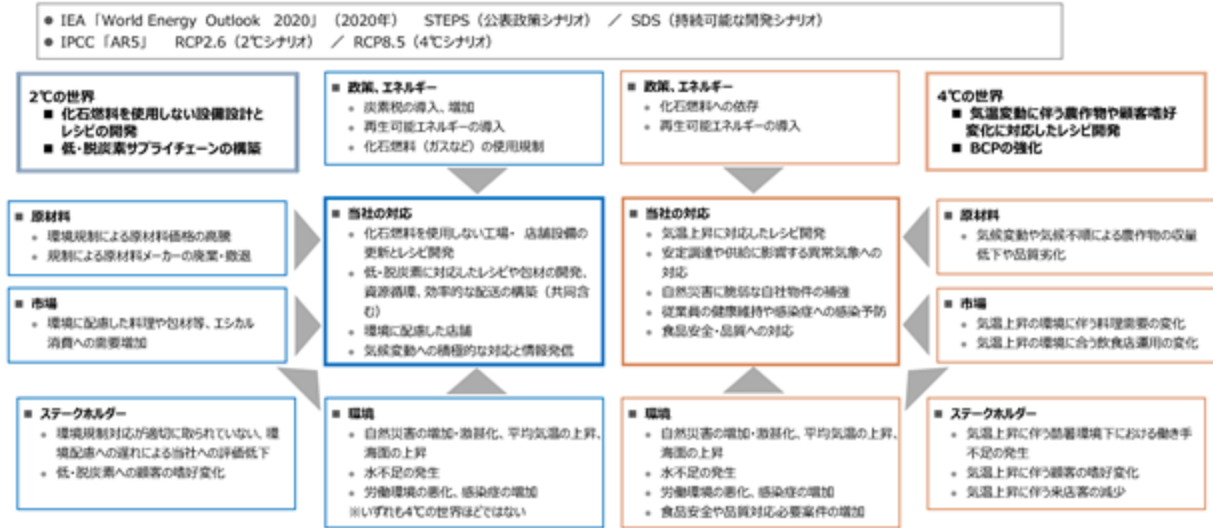 ● IEA「World Energy Outlook 2020」(2020年) STEPS(公表政策シナリオ) / SDS(持続可能な開発シナリオ)
● IPCC「AR5」 RCP2.6(2℃シナリオ) / RCP8.5(4℃シナリオ)
2℃の世界
■ 化石燃料を使用しない設備設計と
レシピの開発
■ 低・脱炭素サプライチェーンの構築
■ 政策、エネルギー
● 炭素税の導入、増加
● 再生可能エネルギーの導入
● 化石燃料(ガスなど)の使用規制
■ 政策、エネルギー
● 化石燃料への依存
● 再生可能エネルギーの導入
4℃の世界
■ 気温変動に伴う農作物や顧客嗜好
変化に対応したレシピ開発
■ BCPの強化
■ 原材料
● 環境規制による原材料価格の高騰
● 規制による原材料メーカーの廃業・撤退
■ 市場
● 環境に配慮した料理や包材等、エシカル
消費への需要増加
■ 当社の対応
● 化石燃料を使用しない工場・店舗設備の
更新とレシピ開発
● 低・脱炭素に対応したレシピや包材の開発、
資源循環、効率的な配送の構築(共同含
む)
● 環境に配慮した店舗
● 気候変動への積極的な対応と情報発信
■ 当社の対応
● 気温上昇に対応したレシピ開発
● 安定調達や供給に影響する異常気象への
対応
● 自然災害に脆弱な自社物件の補強
● 従業員の健康維持や感染症への感染予防
● 食品安全・品質への対応
■ 原材料
● 気候変動や気候不順による農作物の収量
低下や品質劣化
■ 市場
● 気温上昇の環境に伴う料理需要の変化
● 気温上昇の環境に合う飲食店運用の変化
■ ステークホルダー
● 環境規制対応が適切に取られていない、環
境配慮への遅れによる当社への評価低下
● 低・脱炭素への顧客の嗜好変化
■ 環境
● 自然災害の増加・激甚化、平均気温の上昇、
海面の上昇
● 水不足の発生
● 労働環境の悪化、感染症の増加
※いずれも4℃の世界ほどではない
■ 環境
● 自然災害の増加・激甚化、平均気温の上昇、
海面の上昇
● 水不足の発生
● 労働環境の悪化、感染症の増加
● 食品安全や品質対応必要案件の増加
■ ステークホルダー
● 気温上昇に伴う酷暑環境下における働き手
不足の発生
● 気温上昇に伴う顧客の嗜好変化
● 気温上昇に伴う来店客の減少